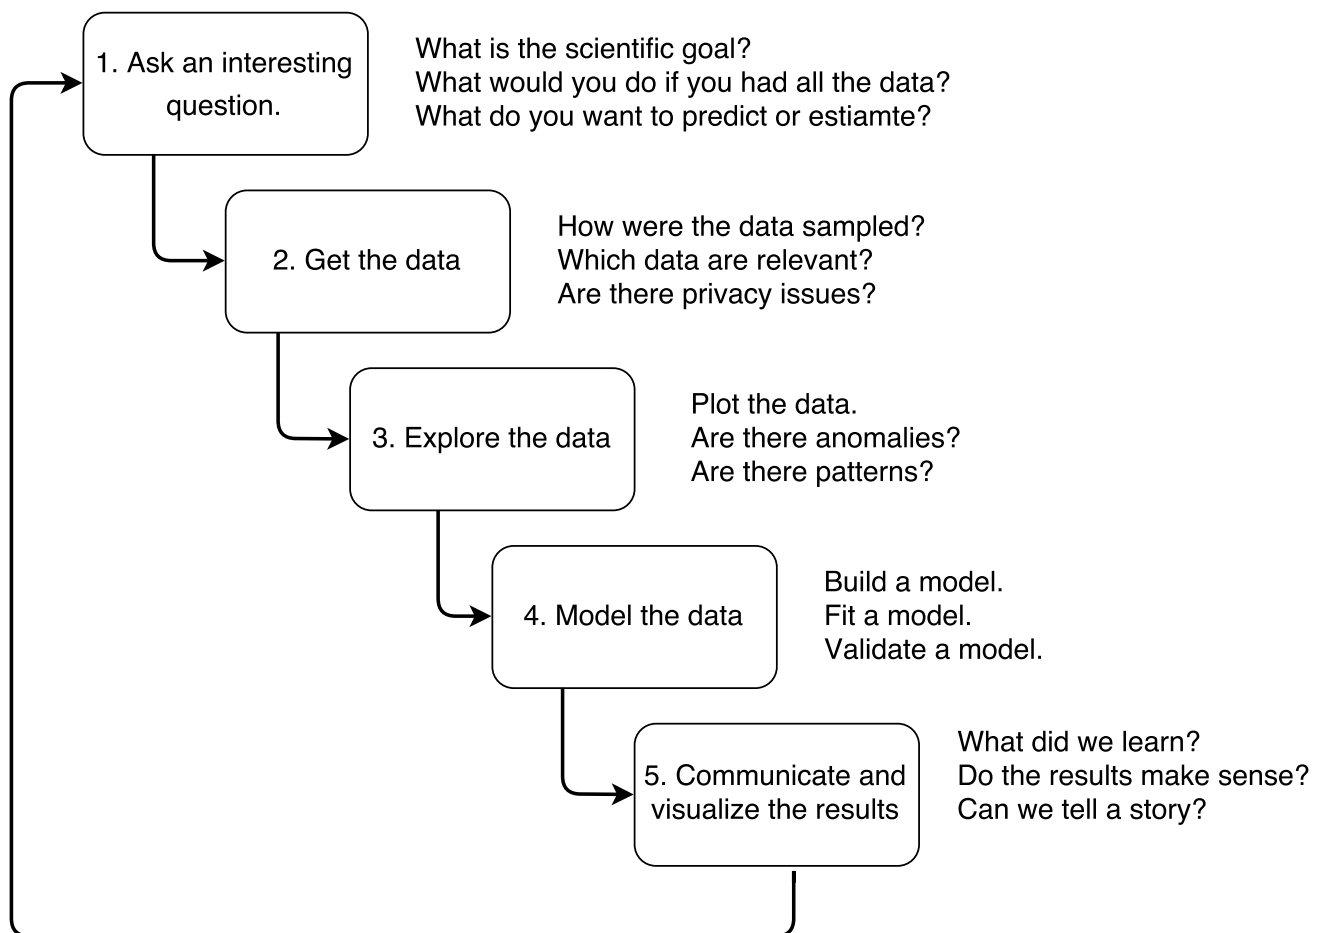 1. Ask an interesting
question.
What is the scientific goal?
What would you do if you had all the data?
What do you want to predict or estiamte?
2. Get the data
How were the data sampled?
Which data are relevant?
Are there privacy issues?
3. Explore the data
Plot the data.
Are there anomalies?
Are there patterns?
4. Model the data
Build a model.
Fit a model.
Validate a model.
5. Communicate and
visualize the results
What did we learn?
Do the results make sense?
Can we tell a story?